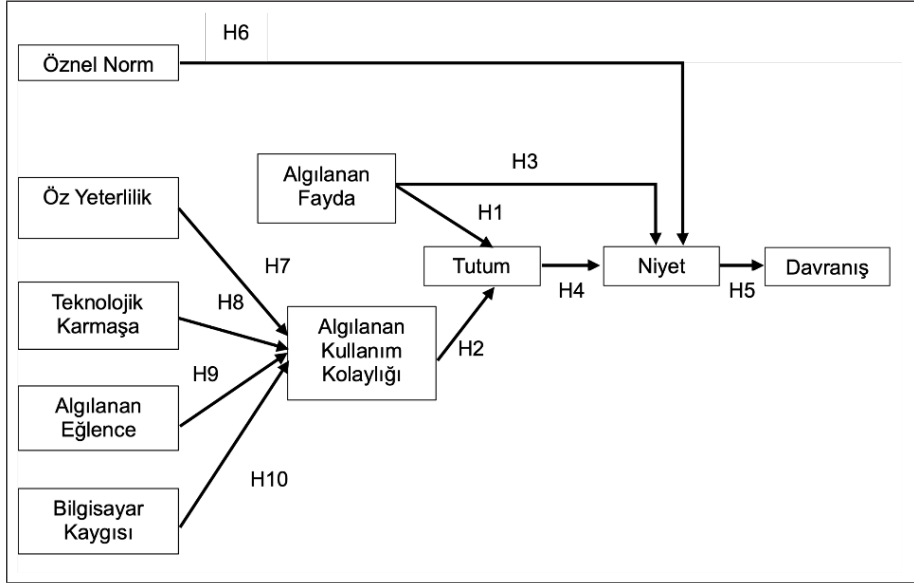 H6
Öznel Norm
Algılanan
Fayda
H3
H1
Öz Yeterlilik
H7
Tutum
H4
Niyet
H5
Davranış
Teknolojik
Karmaşa
H8
Algılanan
Kullanım
Kolaylığı
H2
H9
Algılanan
Eğlence
H10
Bilgisayar
Kaygısı